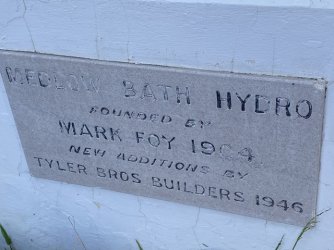 MEDLOW BATH HYDRO
FOUNDED BY
MARK FOY 1904.
NEW ADDITIONS BY
TYLER BROS BUILDERS 1946